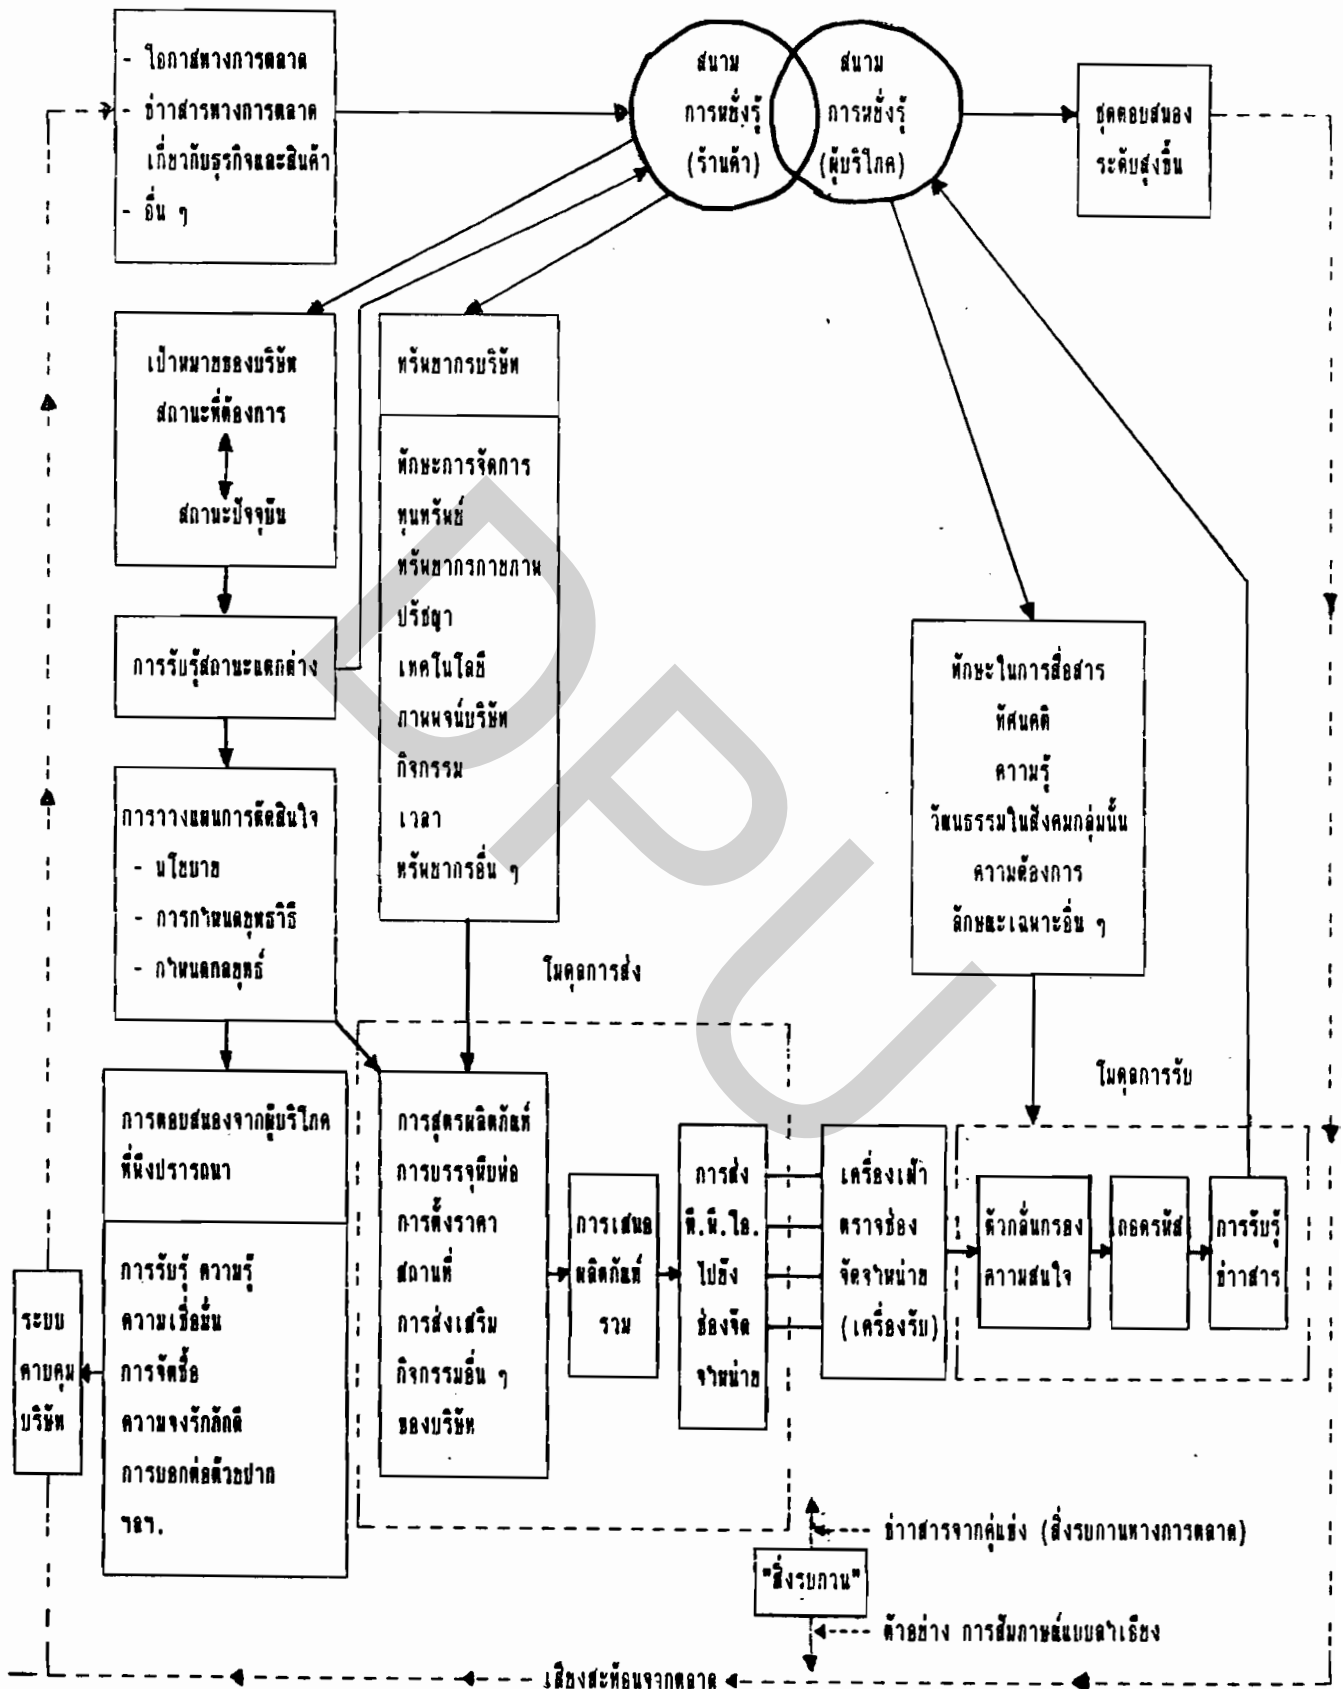 - โอกาสทางการตลาด
- ข่าวสารทางการตลาด
เกี่ยวกับธุรกิจและสินค้า
- อื่น ๆ
สนาม
การหยั่งรู้
(ร้านค้า)
สนาม
การหยั่งรู้
(ผู้บริโภค)
ชุดตอบสนอง
ระดับสูงขึ้น
เป้าหมายของบริษัท
สถานะที่ต้องการ
สถานะปัจจุบัน
การรับรู้สถานะแตกต่าง
การวางแผนการตัดสินใจ
- นโยบาย
- การกำหนดยุทธวิธี
- กำหนดกลยุทธ์
ทรัพยากรบริษัท
ทักษะการจัดการ
ทุนทรัพย์
ทรัพยากรกายภาพ
ปรัชญา
เทคโนโลยี
ภาพพจน์บริษัท
กิจกรรม
เวลา
ทรัพยากรอื่น ๆ
ทักษะในการสื่อสาร
ทัศนคติ
ความรู้
วัฒนธรรมในสังคมกลุ่มนั้น
ความต้องการ
ลักษณะเฉพาะอื่น ๆ
โมดุลการส่ง
โมดุลการรับ
การตอบสนองจากผู้บริโภค
ที่พึงปรารถนา
การรับรู้ ความรู้
ความเชื่อมั่น
การจัดซื้อ
ความจงรักภักดี
การบอกต่อด้วยปาก
ฯลฯ.
ระบบ
ควบคุม
บริษัท
การสูตรผลิตภัณฑ์
การบรรจุหีบห่อ
การตั้งราคา
สถานที่
การส่งเสริม
กิจกรรมอื่น ๆ
ของบริษัท
การเสนอ
ผลิตภัณฑ์
รวม
การส่ง
พี.พี.โอ.
ไปยัง
ช่องจัด
จำหน่าย
เครื่องเฝ้า
ตรวจช่อง
จัดจำหน่าย
(เครื่องรับ)
ตัวกลั่นกรอง
ความสนใจ
ถอดรหัส
การรับรู้
ข่าวสาร
ข่าวสารจากคู่แข่ง (สิ่งรบกวนทางการตลาด)
"สิ่งรบกวน"
ตัวอย่าง การสัมภาษณ์แบบลำเอียง
เสียงสะท้อนจากตลาด
DPU